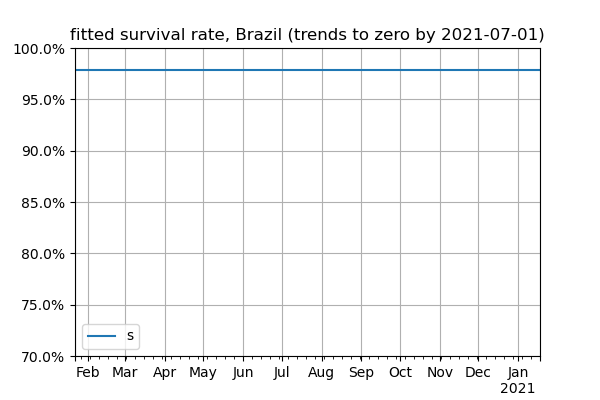 fitted survival rate, Brazil (trends to zero by 2021-07-01)
100.0%
95.0%
90.0%
85.0%
80.0%
75.0%
70.0%
s
Feb Mar Apr May Jun Jul Aug Sep Oct Nov Dec Jan
2021